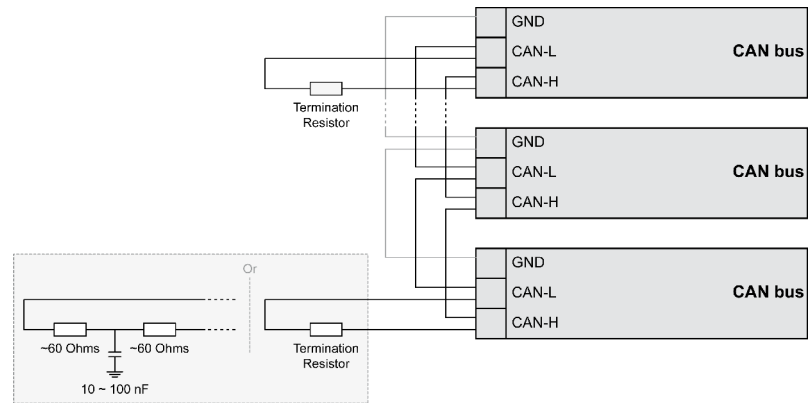 GND
CAN-L
CAN bus
CAN-H
Termination
Resistor
GND
CAN-L
CAN bus
CAN-H
GND
CAN-L
CAN bus
CAN-H
Or
~60 Ohms
~60 Ohms
10 ~ 100 nF
Termination
Resistor